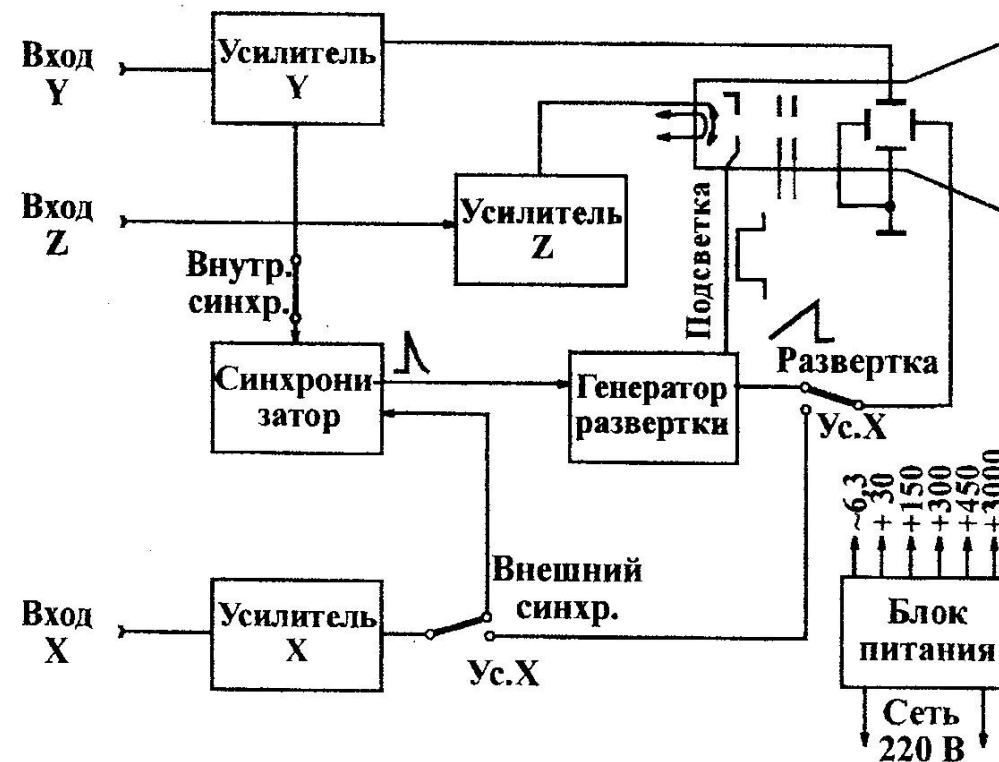 Вход
Y
Усилитель
Y
Вход
Z
Усилитель
Z
Подсветка
Внутр.
синхр.
Синхрони
затор
Генератор
развертки
Развертка
Ус.X
~6,3
+30
+150
+300
+450
+3000
Внешний
синхр.
Вход
X
Усилитель
X
Ус.X
Блок
питания
Сеть
220 В